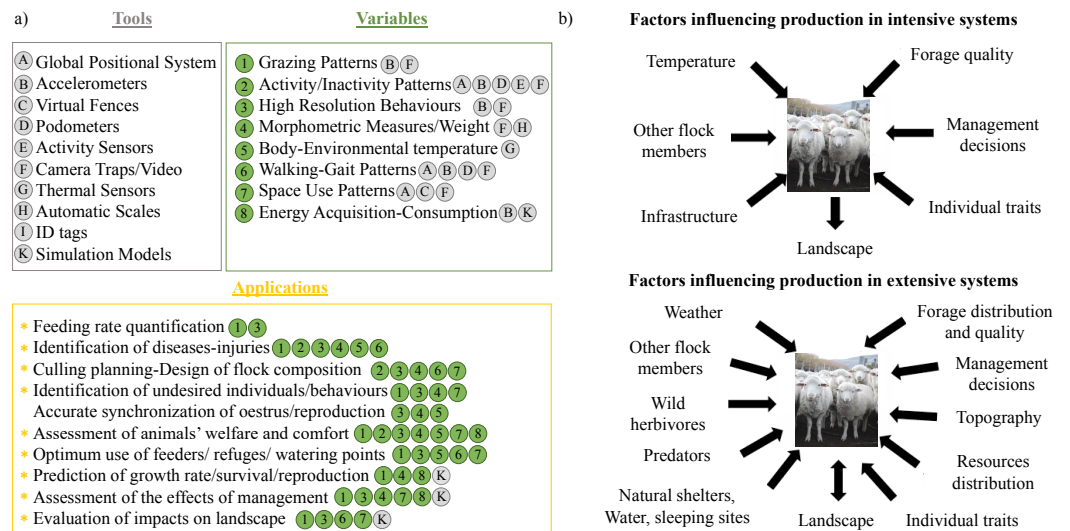 a)
Tools
A Global Positional System
B Accelerometers
C Virtual Fences
D Podometers
E Activity Sensors
F Camera Traps/Video
G Thermal Sensors
H Automatic Scales
I ID tags
K Simulation Models
Variables
1 Grazing Patterns B F
2 Activity/Inactivity Patterns A B D E F
3 High Resolution Behaviours B F
4 Morphometric Measures/Weight F H
5 Body-Environmental temperature G
6 Walking-Gait Patterns A B D F
7 Space Use Patterns A C F
8 Energy Acquisition-Consumption B K
Applications
* Feeding rate quantification 1 3
* Identification of diseases-injuries 1 2 3 4 5 6
* Culling planning-Design of flock composition 2 3 4 6 7
* Identification of undesired individuals/behaviours 1 3 4 7
Accurate synchronization of oestrus/reproduction 3 4 5
* Assessment of animals' welfare and comfort 1 2 3 4 5 7 8
* Optimum use of feeders/ refuges/ watering points 1 3 5 6 7
* Prediction of growth rate/survival/reproduction 1 4 8 K
* Assessment of the effects of management 1 3 4 7 8 K
* Evaluation of impacts on landscape 1 3 6 7 K
b)
Factors influencing production in intensive systems
Temperature
Forage quality
Other flock
members
Management
decisions
Infrastructure
Individual traits
Landscape
Factors influencing production in extensive systems
Weather
Forage distribution
and quality
Other flock
members
Management
decisions
Wild
herbivores
Topography
Predators
Resources
distribution
Natural shelters,
Water, sleeping sites
Landscape
Individual traits